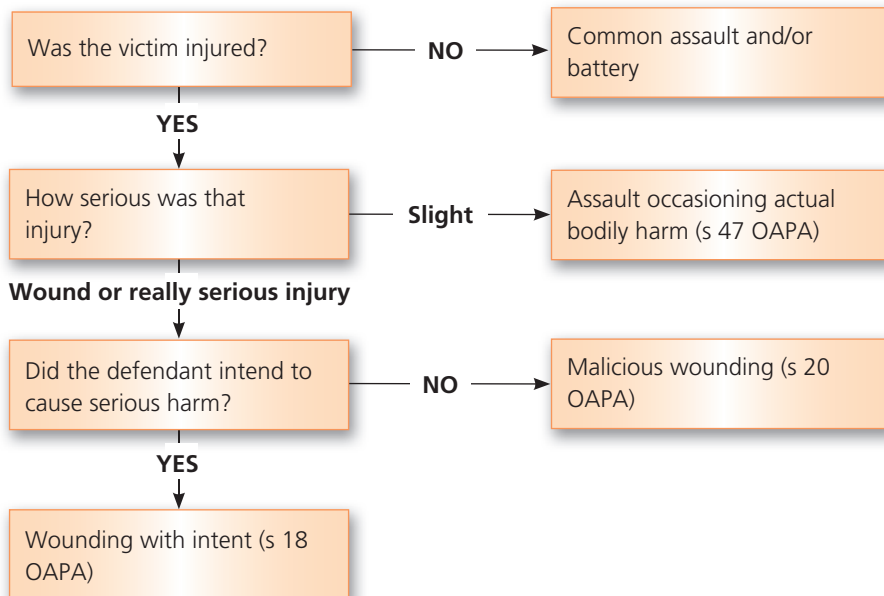 Was the victim injured?
NO
Common assault and/or
battery
YES
How serious was that
injury?
Slight
Assault occasioning actual
bodily harm (s 47 OAPA)
Wound or really serious injury
Did the defendant intend to
cause serious harm?
NO
Malicious wounding (s 20
OAPA)
YES
Wounding with intent (s 18
OAPA)